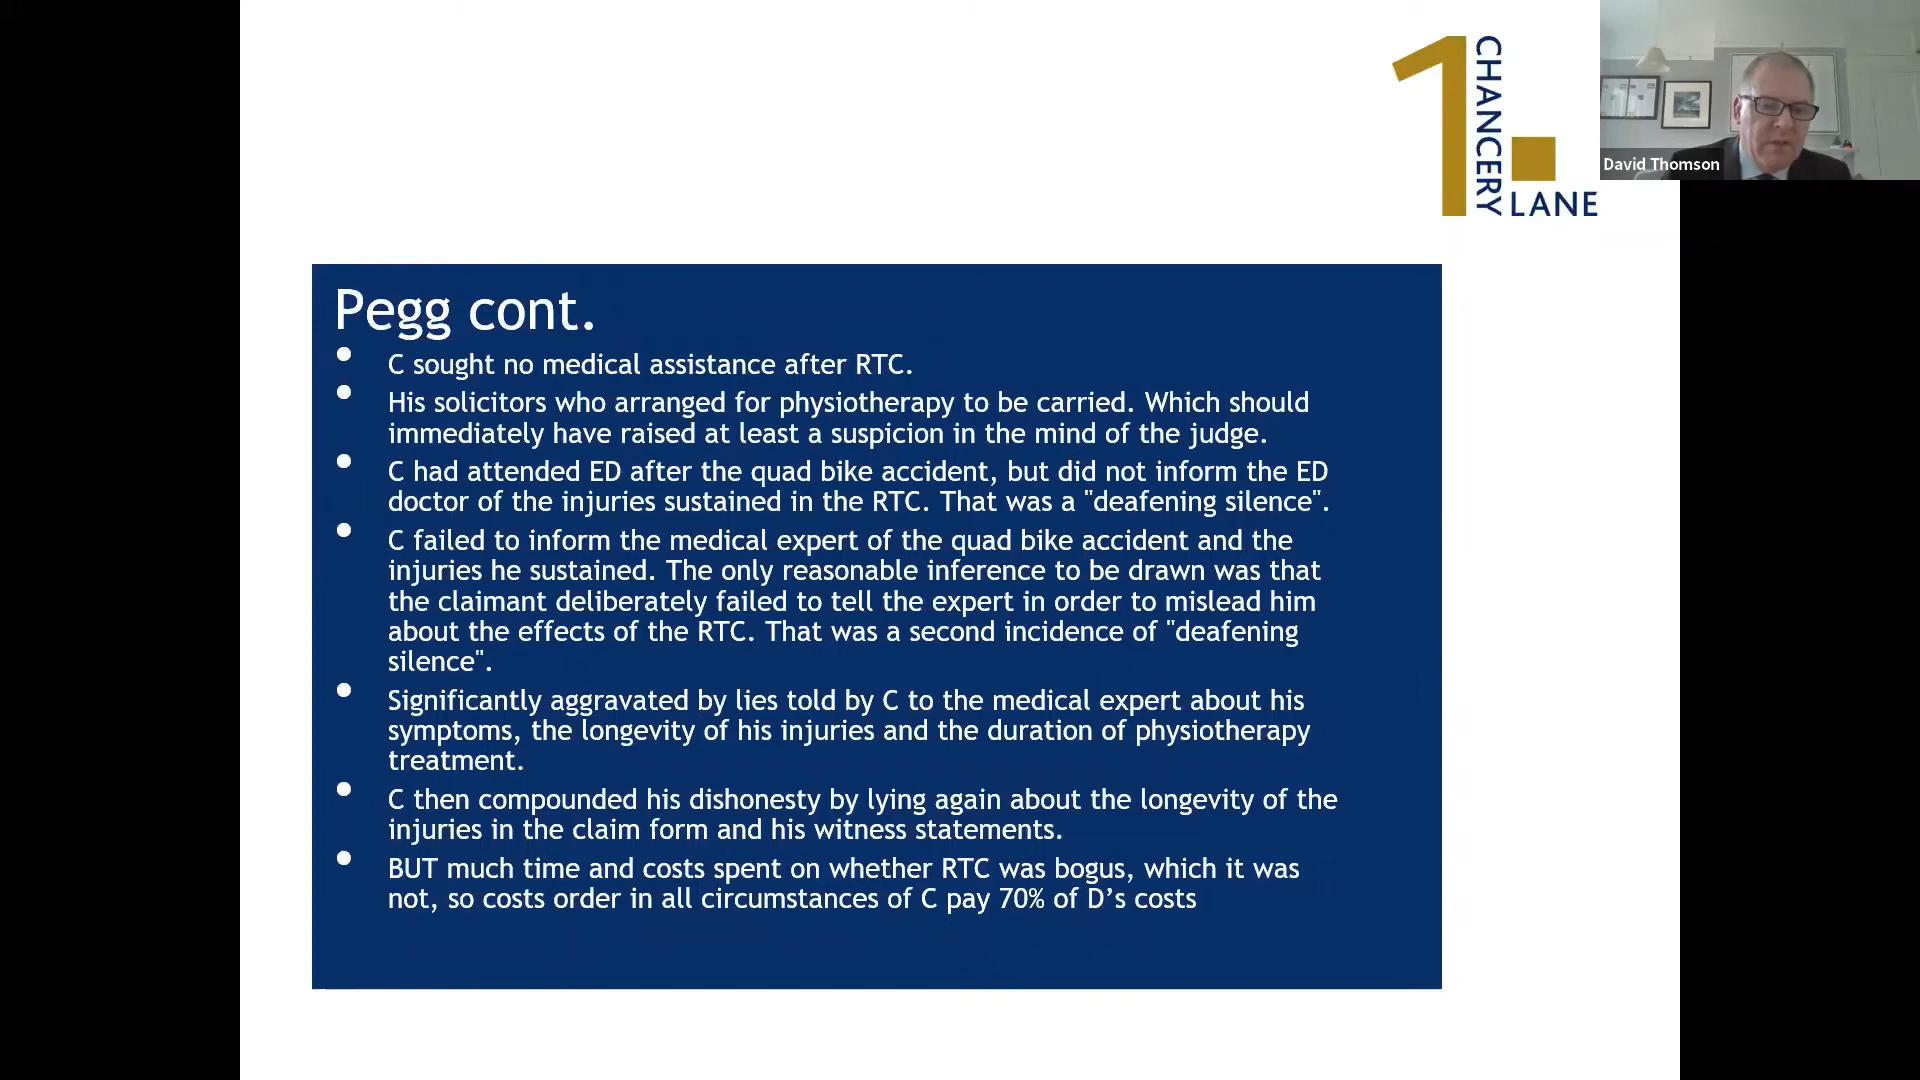 CHANCERY
LANE
David Thomson
Pegg cont.
• C sought no medical assistance after RTC.
• His solicitors who arranged for physiotherapy to be carried. Which should
immediately have raised at least a suspicion in the mind of the judge.
• C had attended ED after the quad bike accident, but did not inform the ED
doctor of the injuries sustained in the RTC. That was a "deafening silence".
• C failed to inform the medical expert of the quad bike accident and the
injuries he sustained. The only reasonable inference to be drawn was that
the claimant deliberately failed to tell the expert in order to mislead him
about the effects of the RTC. That was a second incidence of "deafening
silence".
• Significantly aggravated by lies told by C to the medical expert about his
symptoms, the longevity of his injuries and the duration of physiotherapy
treatment.
• C then compounded his dishonesty by lying again about the longevity of the
injuries in the claim form and his witness statements.
• BUT much time and costs spent on whether RTC was bogus, which it was
not, so costs order in all circumstances of C pay 70% of D’s costs